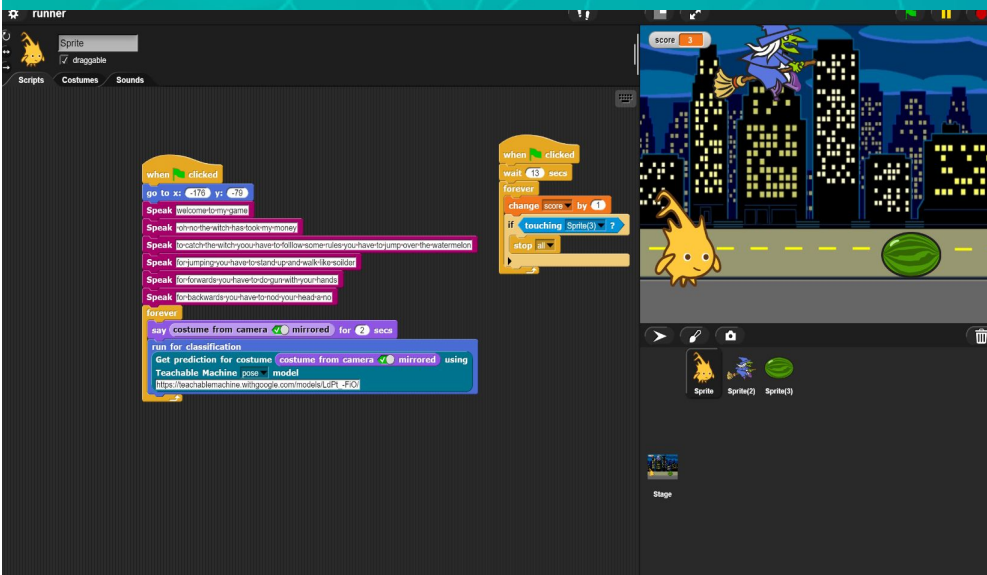 runner
Sprite
draggable
Scripts Costumes Sounds
when clicked
go to x: -176 y: -79
Speak welcome-to-my-game
Speak -oh-no-the-witch-has-took-my-money
Speak to-catch-the-witch-yoou-have-to-folllow-some-rules-you-have-to-jump-over-the-watermelon
Speak for-jumping-you-have-to-stand-up-and-walk-like-soilder
Speak for-forwards-you-have-to-do-gun-with-your-hands
Speak for-backwards-you-have-to-nod-your-head-a-no
forever
say costume from camera mirrored for 2 secs
run for classification
Get prediction for costume costume from camera mirrored using
Teachable Machine pose model
https://teachablemachine.withgoogle.com/models/LdPt_-FiO/
when clicked
wait 13 secs
forever
change score by 1
if touching Sprite(3) ?
stop all
score 3
Sprite Sprite(2) Sprite(3)
Stage